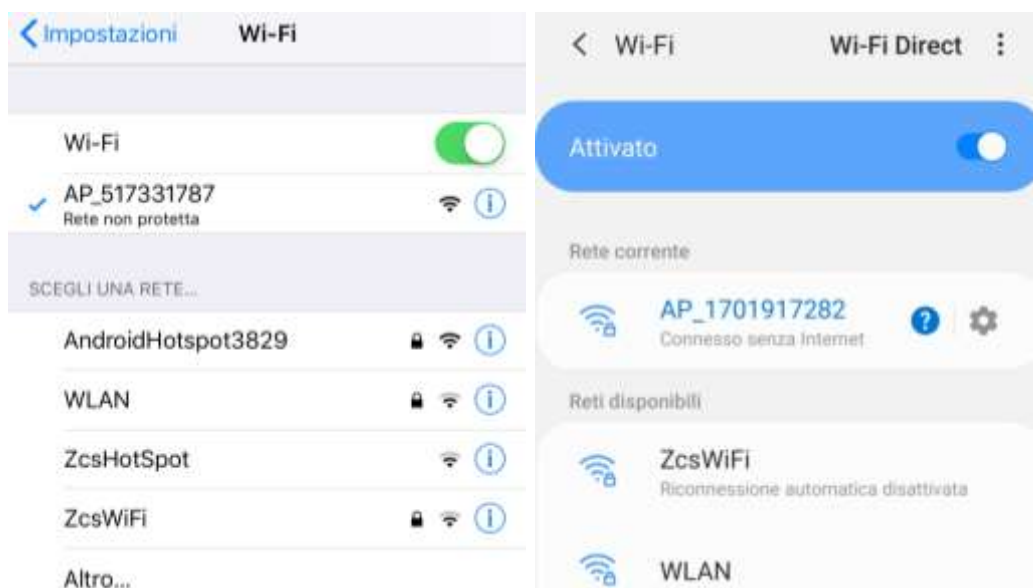 Impostazioni
Wi-Fi
Wi-Fi
AP_517331787
Rete non protetta
SCEGLI UNA RETE...
AndroidHotspot3829
WLAN
ZcsHotSpot
ZcsWiFi
Altro...
Wi-Fi
Wi-Fi Direct
Attivato
Rete corrente
AP_1701917282
Connesso senza Internet
Reti disponibili
ZcsWiFi
Riconnessione automatica disattivata
WLAN